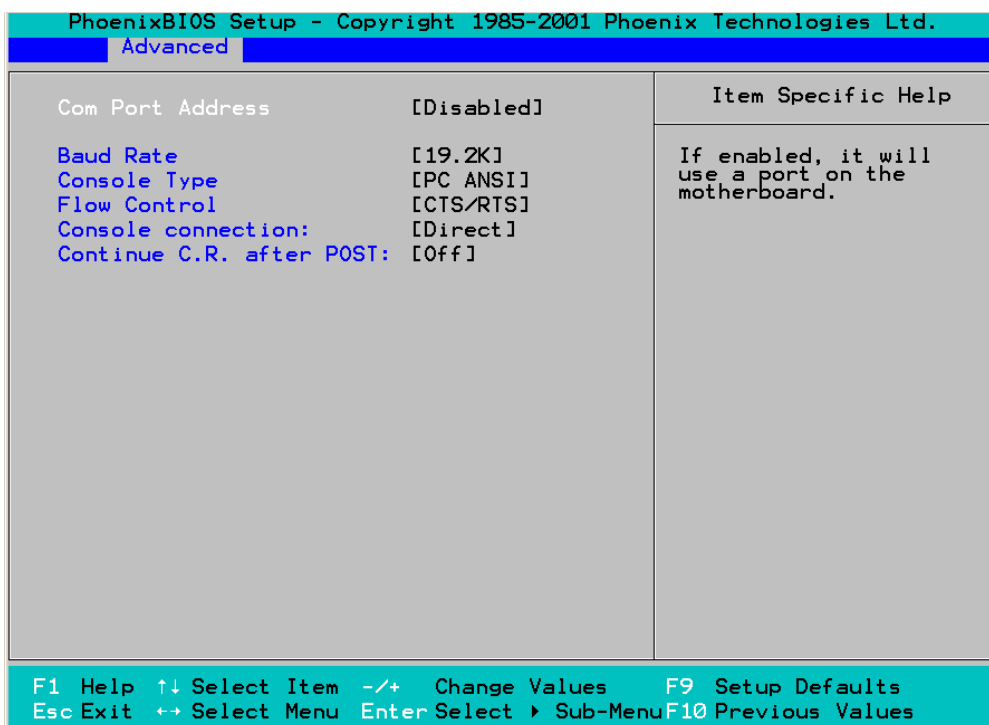 PhoenixBIOS Setup - Copyright 1985-2001 Phoenix Technologies Ltd.
Advanced
Com Port Address [Disabled]
Baud Rate [19.2K]
Console Type [PC ANSI]
Flow Control [CTS/RTS]
Console connection: [Direct]
Continue C.R. after POST: [Off]
Item Specific Help
If enabled, it will
use a port on the
motherboard.
F1 Help ↑↓ Select Item -/+ Change Values F9 Setup Defaults
Esc Exit ←→ Select Menu Enter Select ▸ Sub-Menu F10 Previous Values